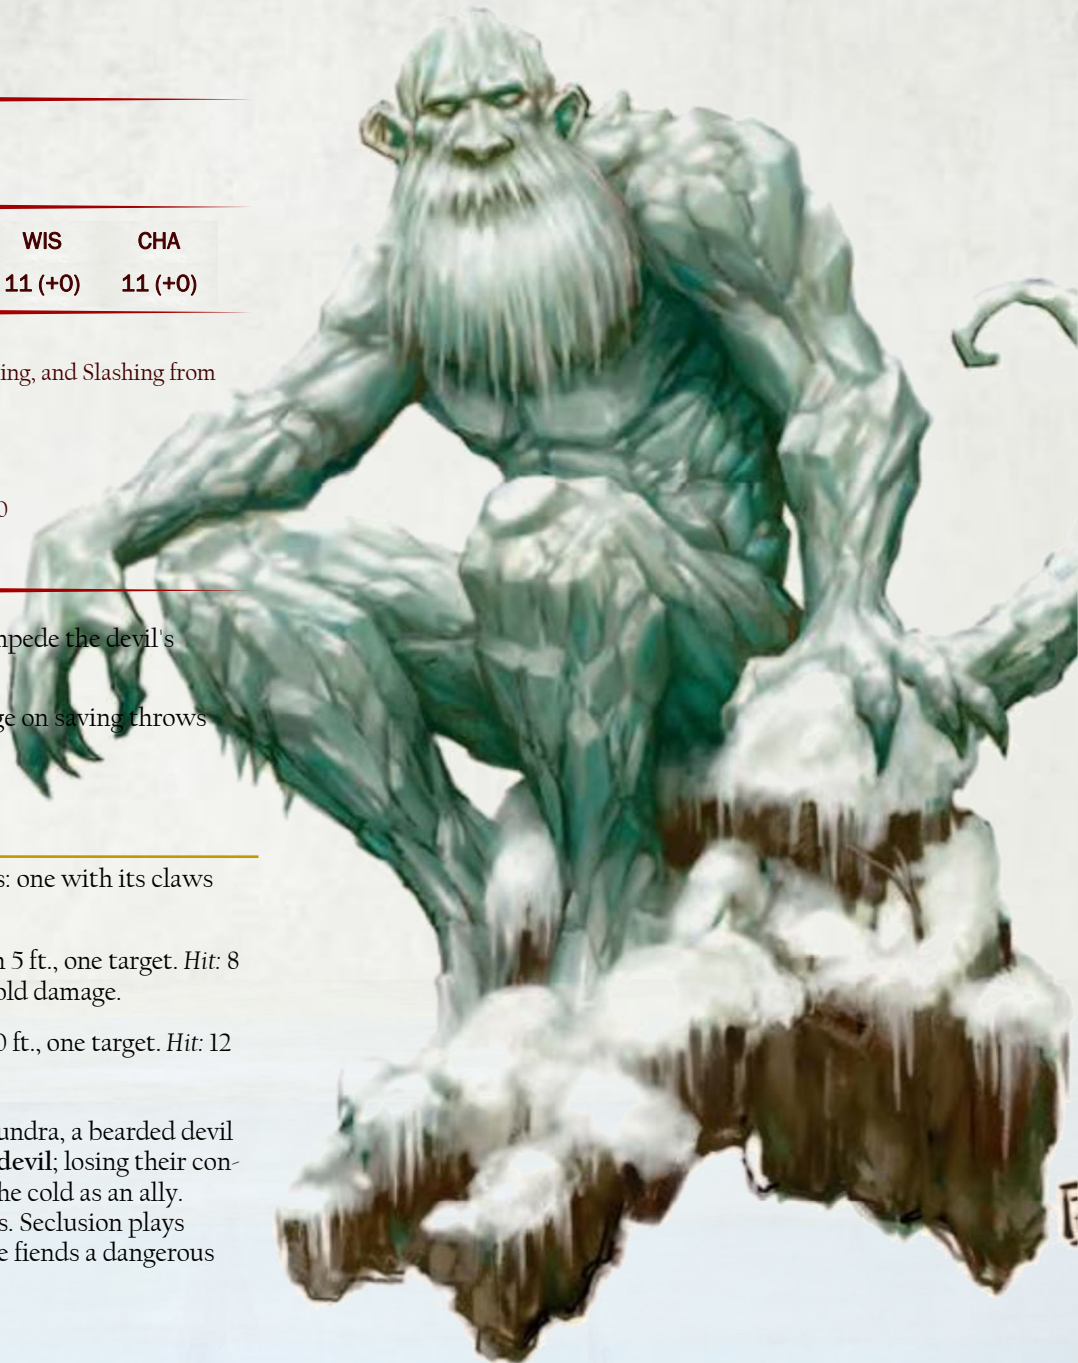 WIS CHA
11 (+0) 11 (+0)
ing, and Slashing from
0
mpede the devil's
ge on saving throws
s: one with its claws
n 5 ft., one target. Hit: 8
old damage.
0 ft., one target. Hit: 12
undra, a bearded devil
devil; losing their con-
he cold as an ally.
s. Seclusion plays
e fiends a dangerous